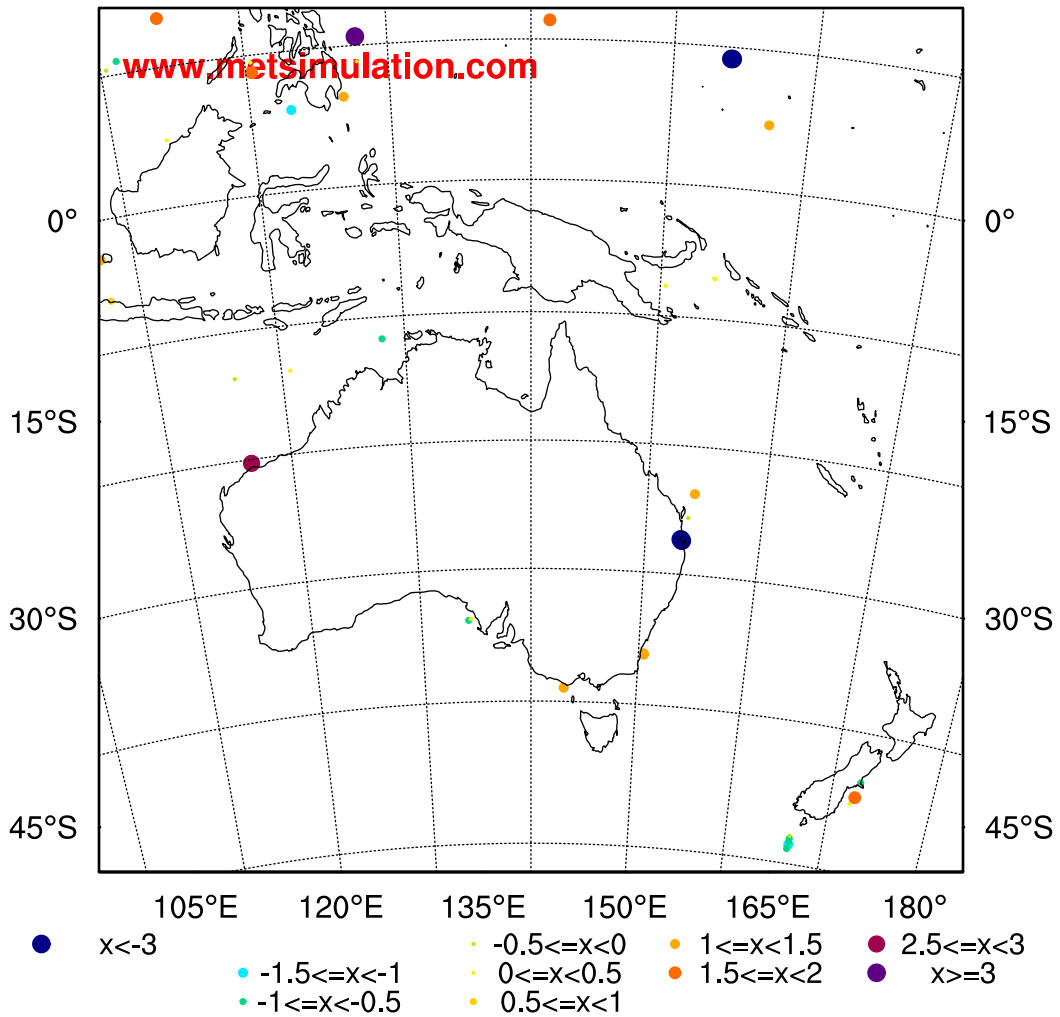 www.metsimulation.com
0° 0°
15°S 15°S
30°S 30°S
45°S 45°S
105°E 120°E 135°E 150°E 165°E 180°
x<-3 -0.5<=x<0 1<=x<1.5 2.5<=x<3
-1.5<=x<-1 0<=x<0.5 1.5<=x<2 x>=3
-1<=x<-0.5 0.5<=x<1